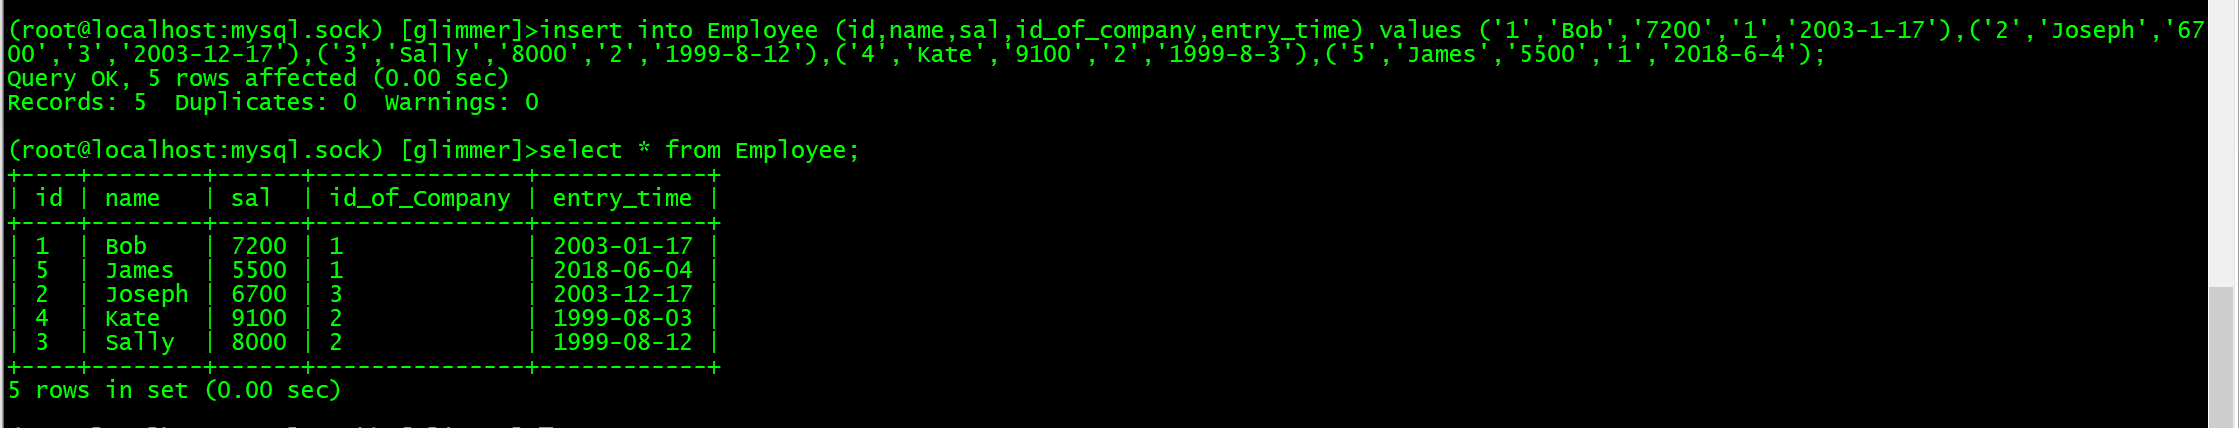 (root@localhost:mysql.sock) [glimmer]>insert into Employee (id,name,sal,id_of_company,entry_time) values ('1','Bob','7200','1','2003-1-17'),('2','Joseph','67
00','3','2003-12-17'),('3','Sally','8000','2','1999-8-12'),('4','Kate','9100','2','1999-8-3'),('5','James','5500','1','2018-6-4');
Query OK, 5 rows affected (0.00 sec)
Records: 5  Duplicates: 0  Warnings: 0
(root@localhost:mysql.sock) [glimmer]>select * from Employee;
+----+--------+------+---------------+------------+
| id | name   | sal  | id_of_Company | entry_time |
+----+--------+------+---------------+------------+
| 1  | Bob    | 7200 | 1             | 2003-01-17 |
| 5  | James  | 5500 | 1             | 2018-06-04 |
| 2  | Joseph | 6700 | 3             | 2003-12-17 |
| 4  | Kate   | 9100 | 2             | 1999-08-03 |
| 3  | Sally  | 8000 | 2             | 1999-08-12 |
+----+--------+------+---------------+------------+
5 rows in set (0.00 sec)